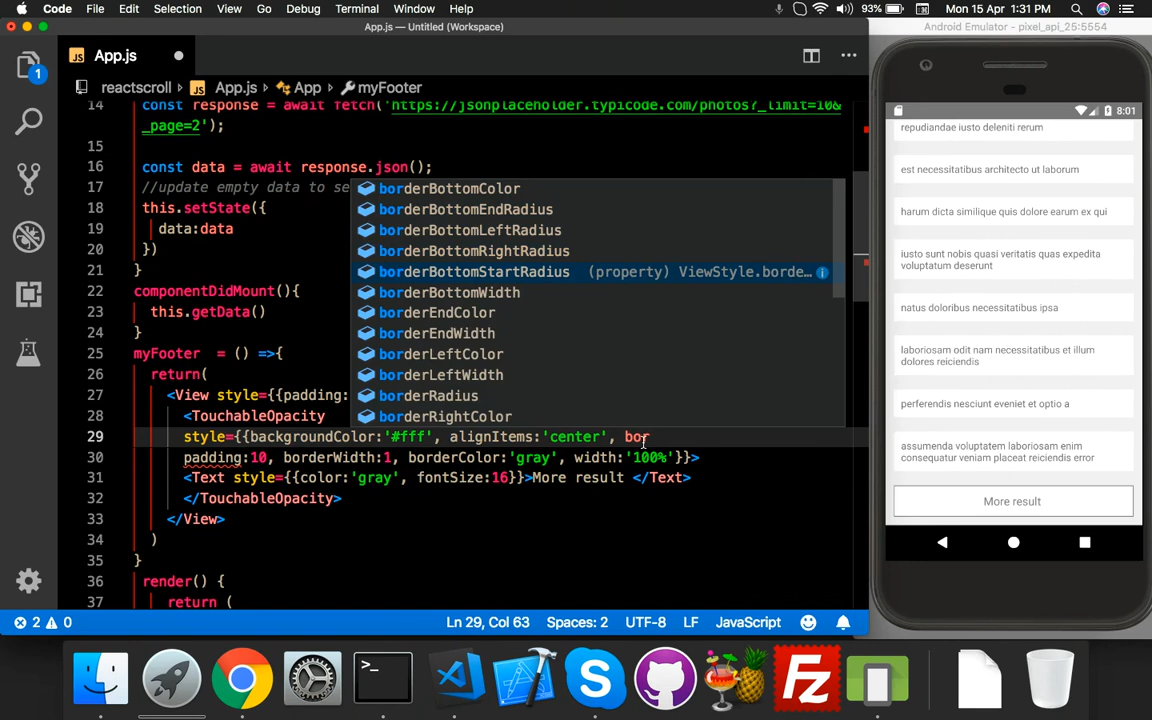 Code File Edit Selection View Go Debug Terminal Window Help 93% Mon 15 Apr 1:31 PM
App.js — Untitled (Workspace)
Android Emulator - pixel_api_25:5554
1
JS App.js
reactscroll › JS App.js › App › myFooter
14 const response = await fetch('https://jsonplaceholder.typicode.com/photos?_limit=10&
_page=2');
15
16 const data = await response.json();
17 //update empty data to se
18 this.setState({
19 data:data
20 })
21 }
22 componentDidMount(){
23 this.getData()
24 }
25 myFooter = () =>{
26 return(
27 <View style={{padding:
28 <TouchableOpacity
29 style={{backgroundColor:'#fff', alignItems:'center', bor
30 padding:10, borderWidth:1, borderColor:'gray', width:'100%'}}>
31 <Text style={{color:'gray', fontSize:16}}>More result </Text>
32 </TouchableOpacity>
33 </View>
34 )
35 }
36 render() {
37 return (
borderBottomColor
borderBottomEndRadius
borderBottomLeftRadius
borderBottomRightRadius
borderBottomStartRadius (property) ViewStyle.borde…
borderBottomWidth
borderEndColor
borderEndWidth
borderLeftColor
borderLeftWidth
borderRadius
borderRightColor
2 0 Ln 29, Col 63 Spaces: 2 UTF-8 LF JavaScript
8:01
repudiandae iusto deleniti rerum
est necessitatibus architecto ut laborum
harum dicta similique quis dolore earum ex qui
iusto sunt nobis quasi veritatis quas expedita
voluptatum deserunt
natus doloribus necessitatibus ipsa
laboriosam odit nam necessitatibus et illum
dolores reiciendis
perferendis nesciunt eveniet et optio a
assumenda voluptatem laboriosam enim
consequatur veniam placeat reiciendis error
More result